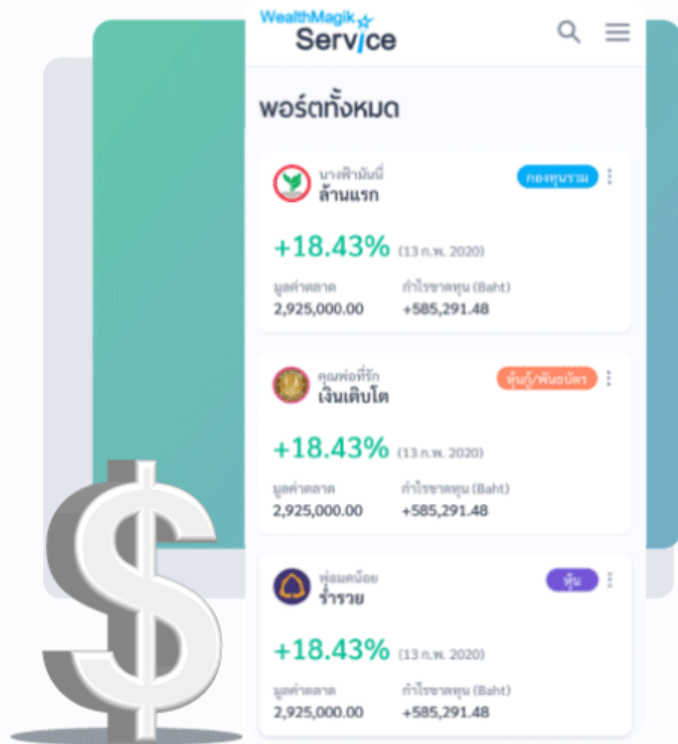 WealthMagik
Service
พอร์ตทั้งหมด
นางฟ้ามันนี่
ล้านแรก
กองทุนรวม
+18.43% (13 ก.พ. 2020)
มูลค่าตลาด กำไรขาดทุน (Baht)
2,925,000.00 +585,291.48
คุณพ่อที่รัก
เงินเติบโต
หุ้นกู้/พันธบัตร
+18.43% (13 ก.พ. 2020)
มูลค่าตลาด กำไรขาดทุน (Baht)
2,925,000.00 +585,291.48
พ่อมดน้อย
ร่ำรวย
หุ้น
+18.43% (13 ก.พ. 2020)
มูลค่าตลาด กำไรขาดทุน (Baht)
2,925,000.00 +585,291.48